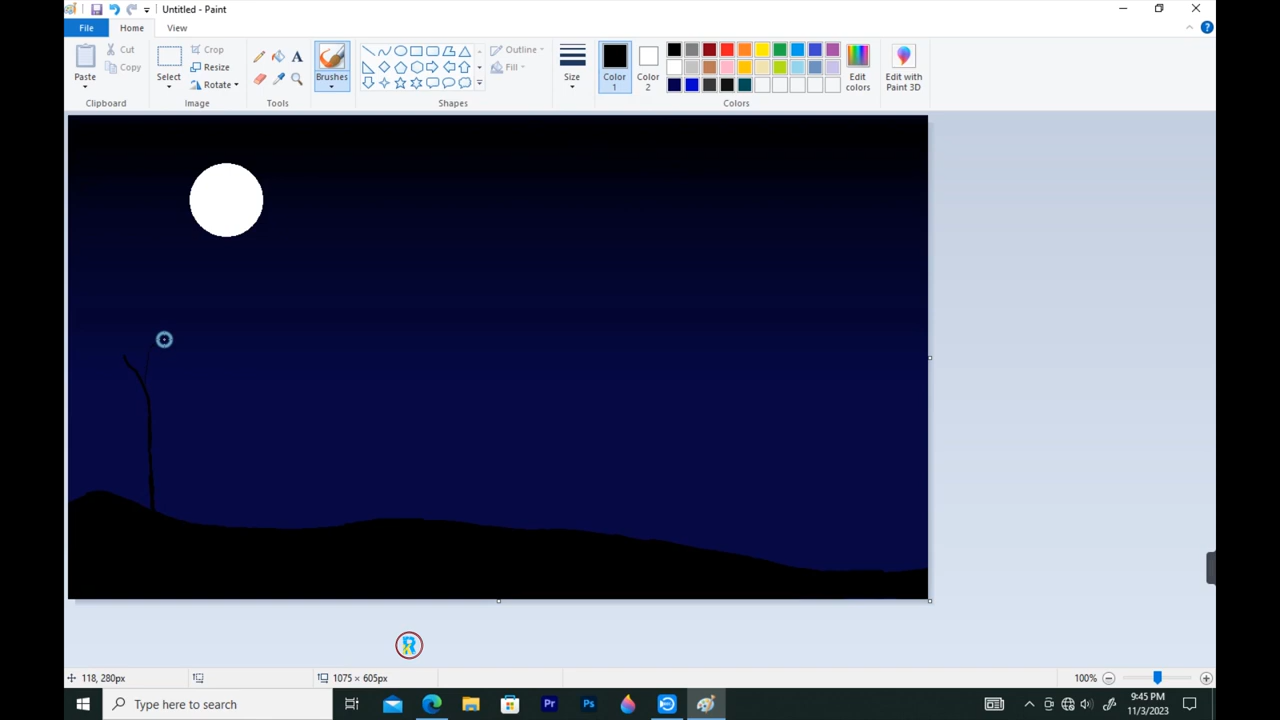 Untitled - Paint
File Home View
Paste
Cut
Copy
Clipboard
Select
Crop
Resize
Rotate
Image
A
Tools
Brushes
Shapes
Outline
Fill
Size
Color 1
Color 2
Colors
Edit colors
Edit with Paint 3D
118, 280px
1075 × 605px
100%
Type here to search
Pr
Ps
9:45 PM
11/3/2023